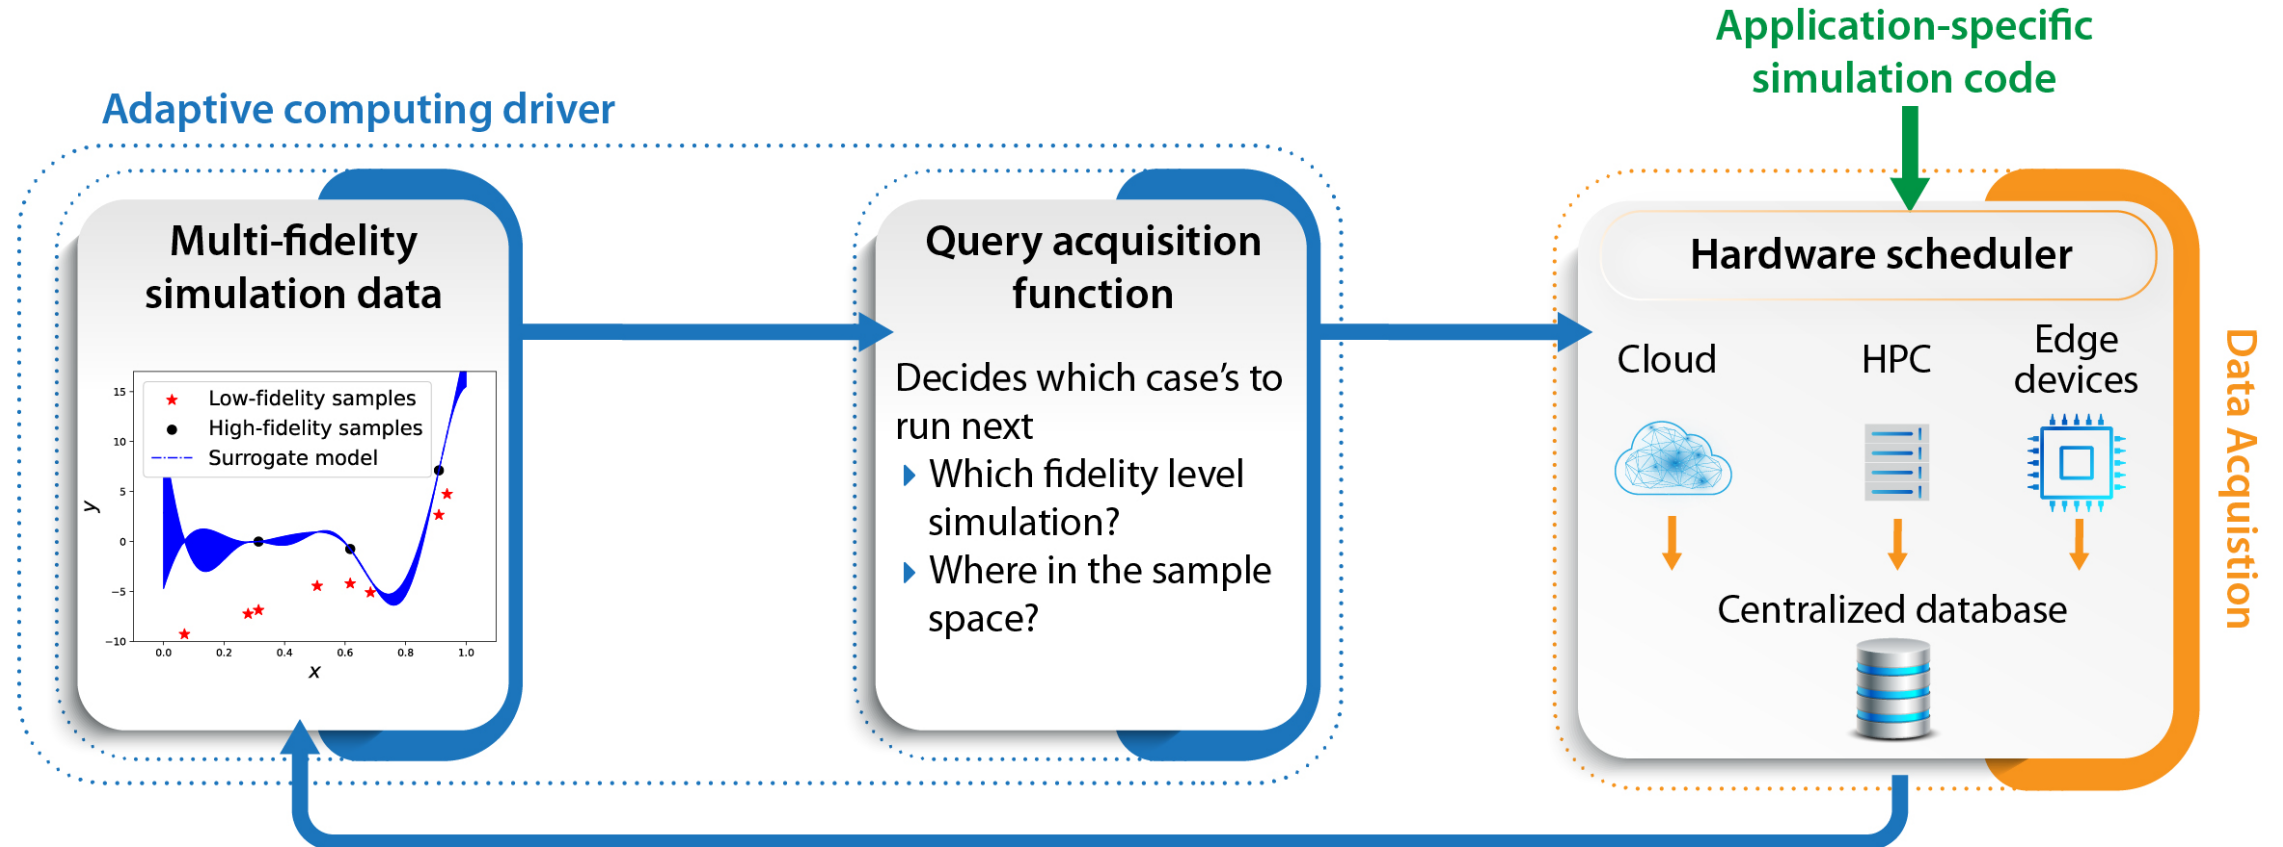 Application-specific
simulation code
Adaptive computing driver
Multi-fidelity
simulation data
Low-fidelity samples
High-fidelity samples
Surrogate model
15
10
5
0
−5
−10
y
0.0 0.2 0.4 0.6 0.8 1.0
x
Query acquisition
function
Decides which case’s to
run next
Which fidelity level
simulation?
Where in the sample
space?
Hardware scheduler
Cloud
HPC
Edge
devices
Centralized database
Data Acquistion